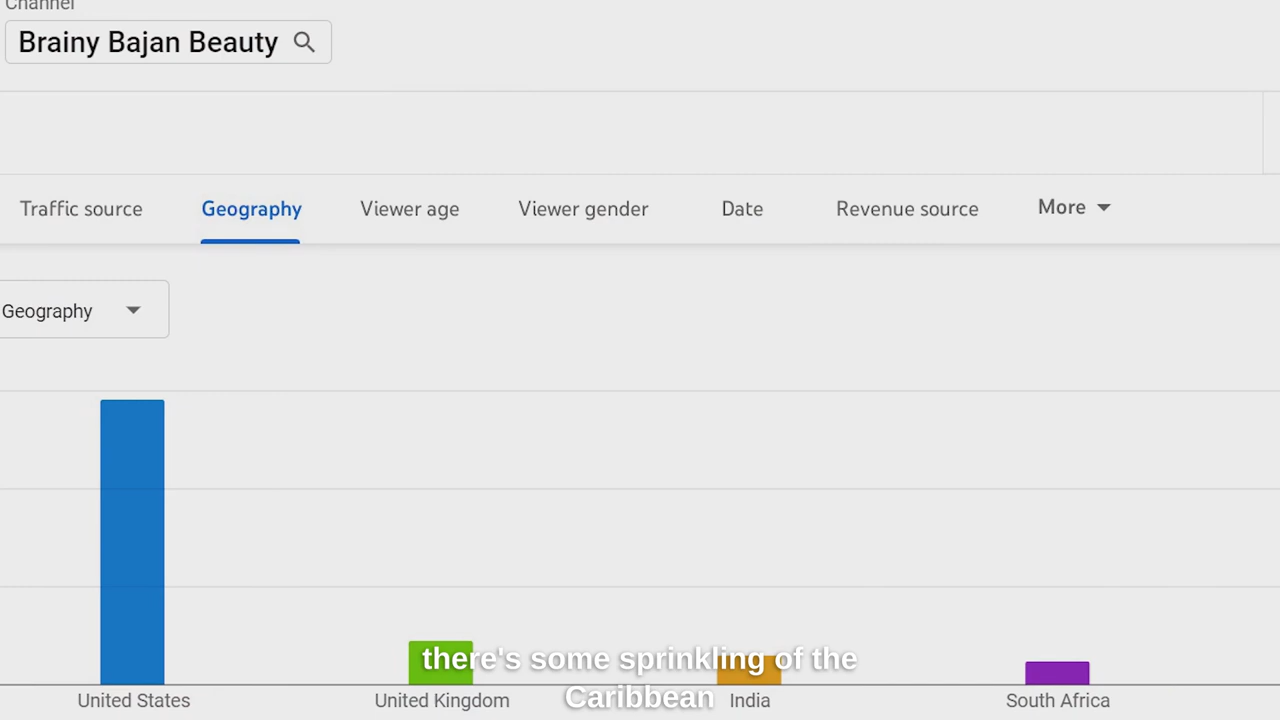 Channel
Brainy Bajan Beauty
Traffic source Geography Viewer age Viewer gender Date Revenue source More
Geography
there's some sprinkling of the
Caribbean
United States United Kingdom India South Africa